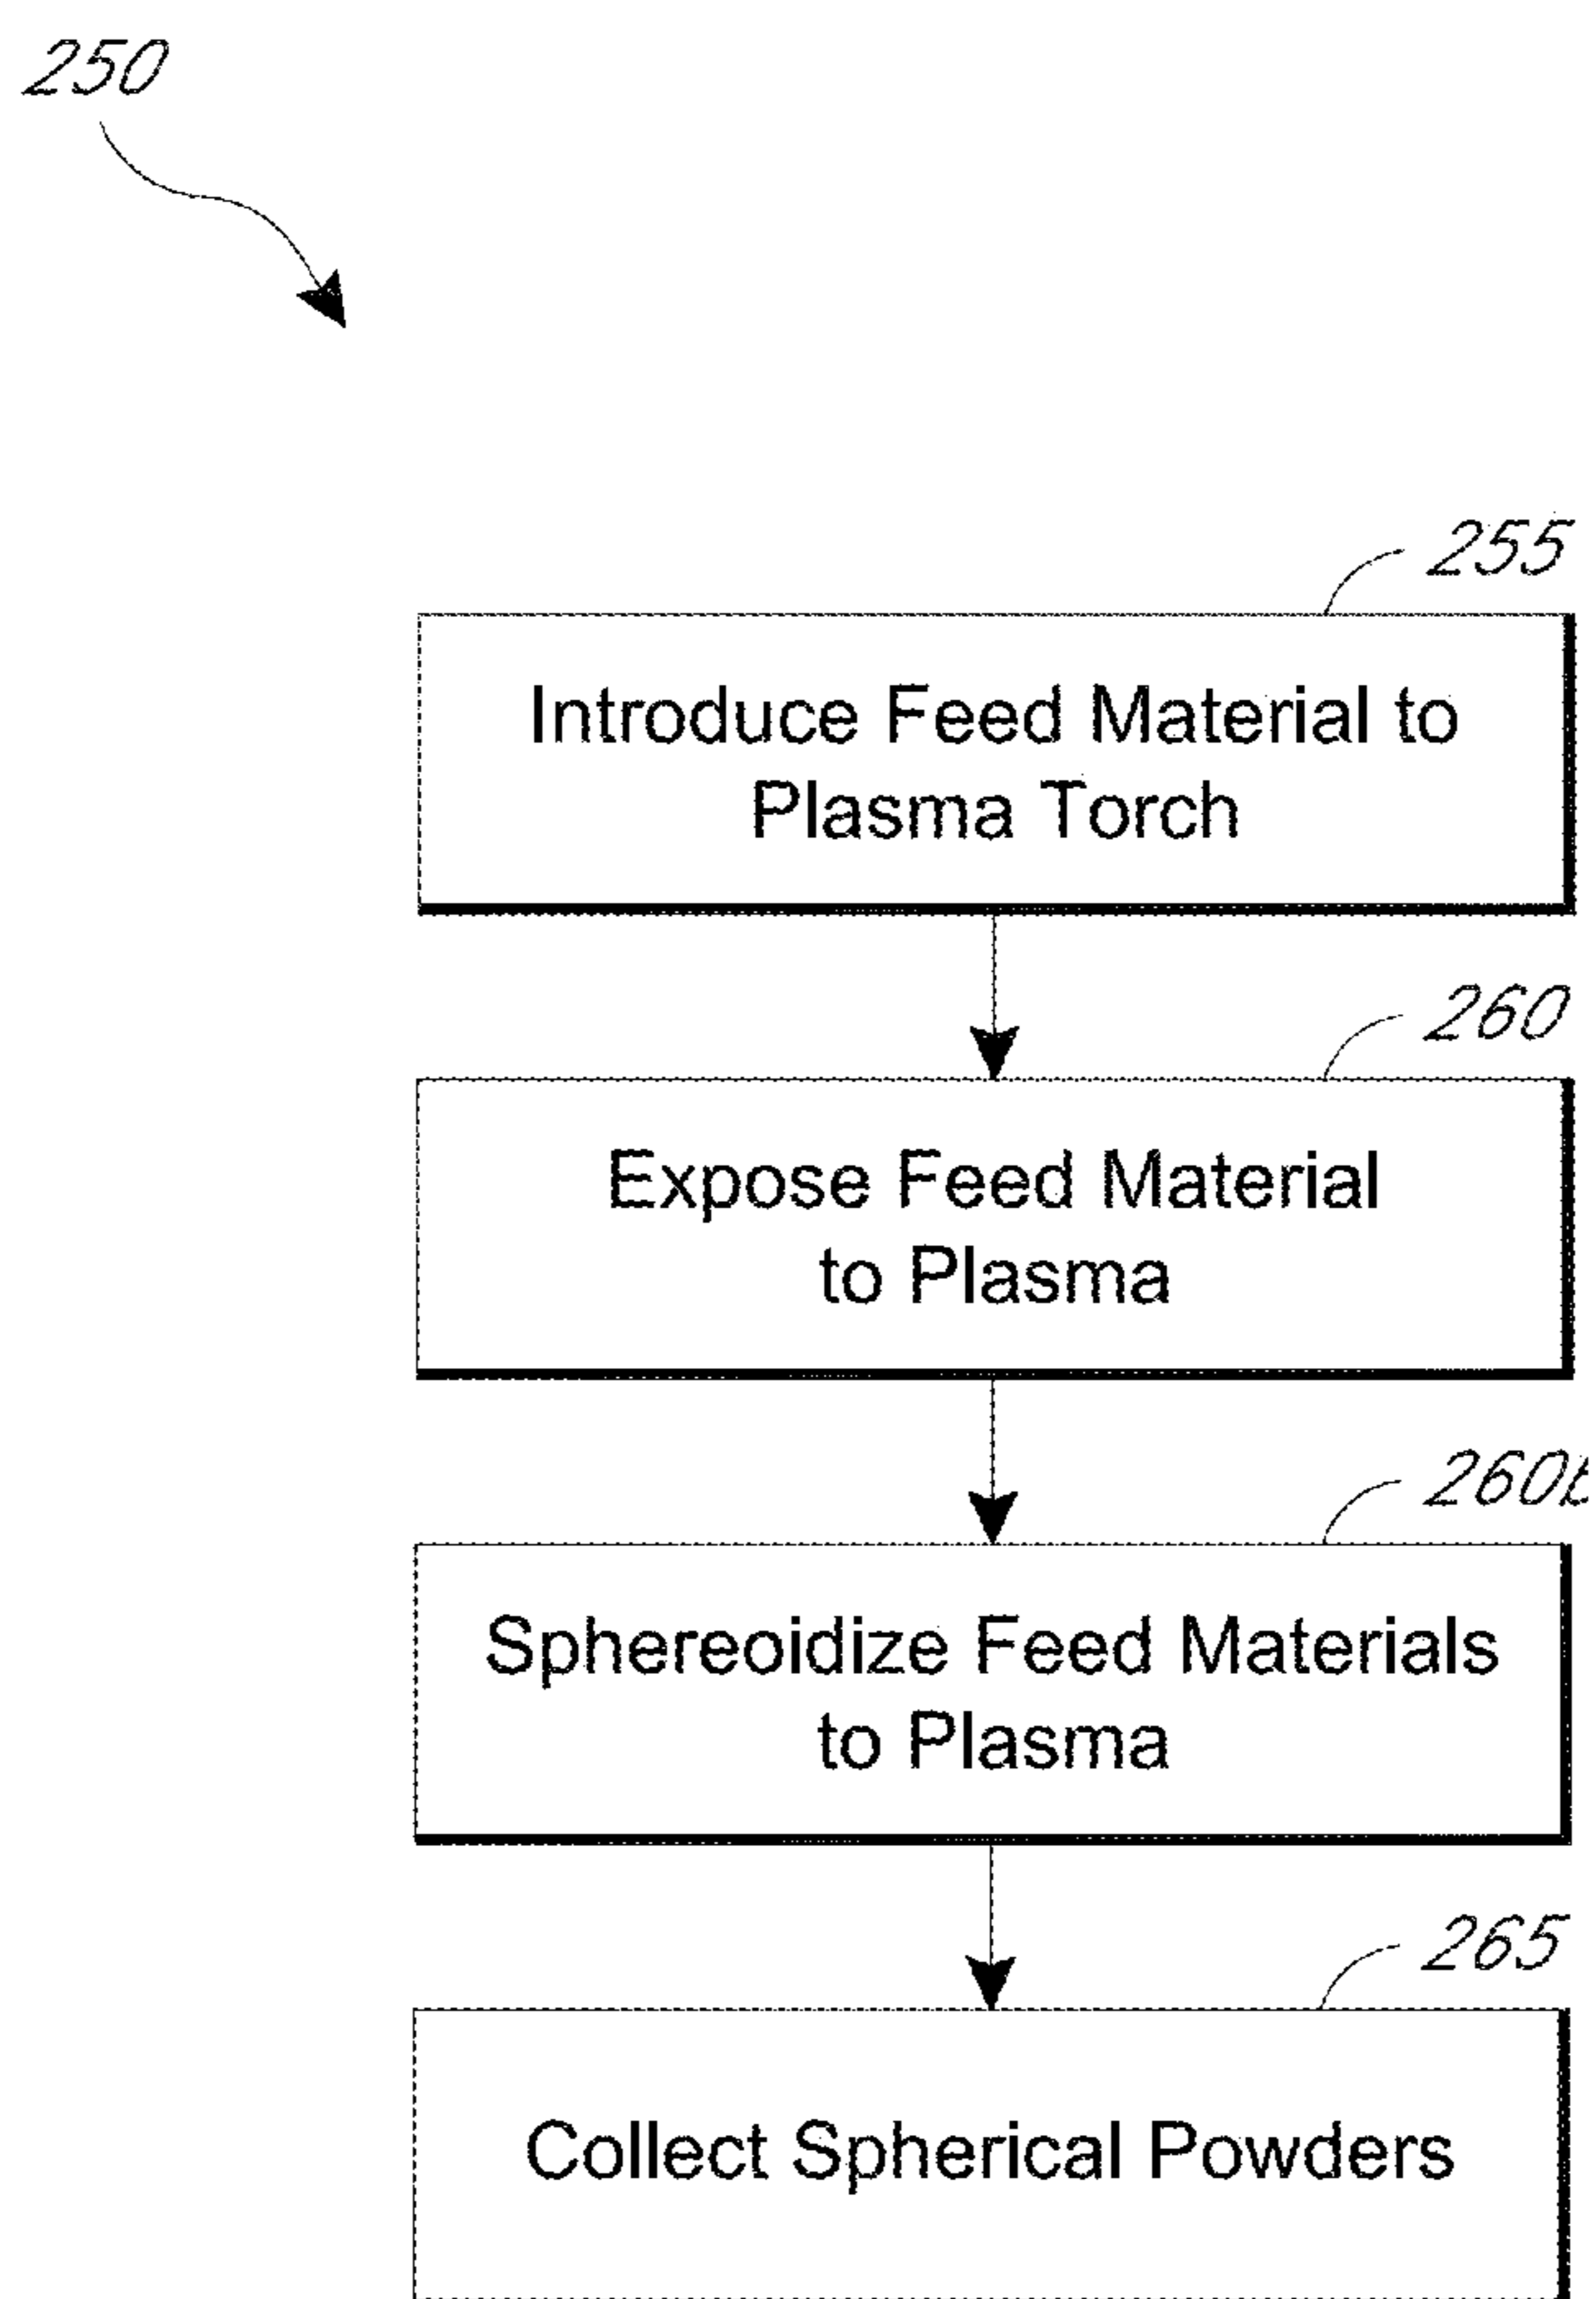 250
255
Introduce Feed Material to
Plasma Torch
260
Expose Feed Material
to Plasma
260b
Sphereoidize Feed Materials
to Plasma
265
Collect Spherical Powders